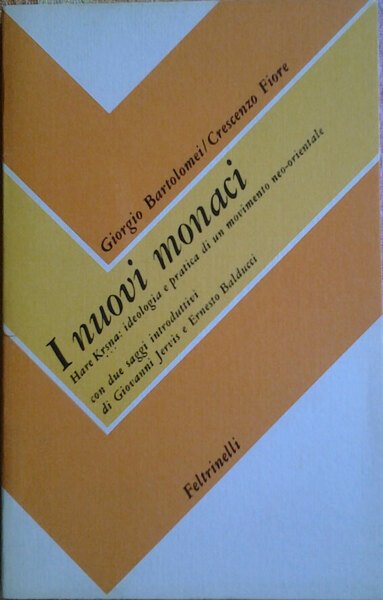 Giorgio Bartolomei/Crescenzo Fiore
I nuovi monaci
Hare Krsna: ideologia e pratica di un movimento neo-orientale
con due saggi introduttivi
di Giovanni Jervis e Ernesto Balducci
Feltrinelli